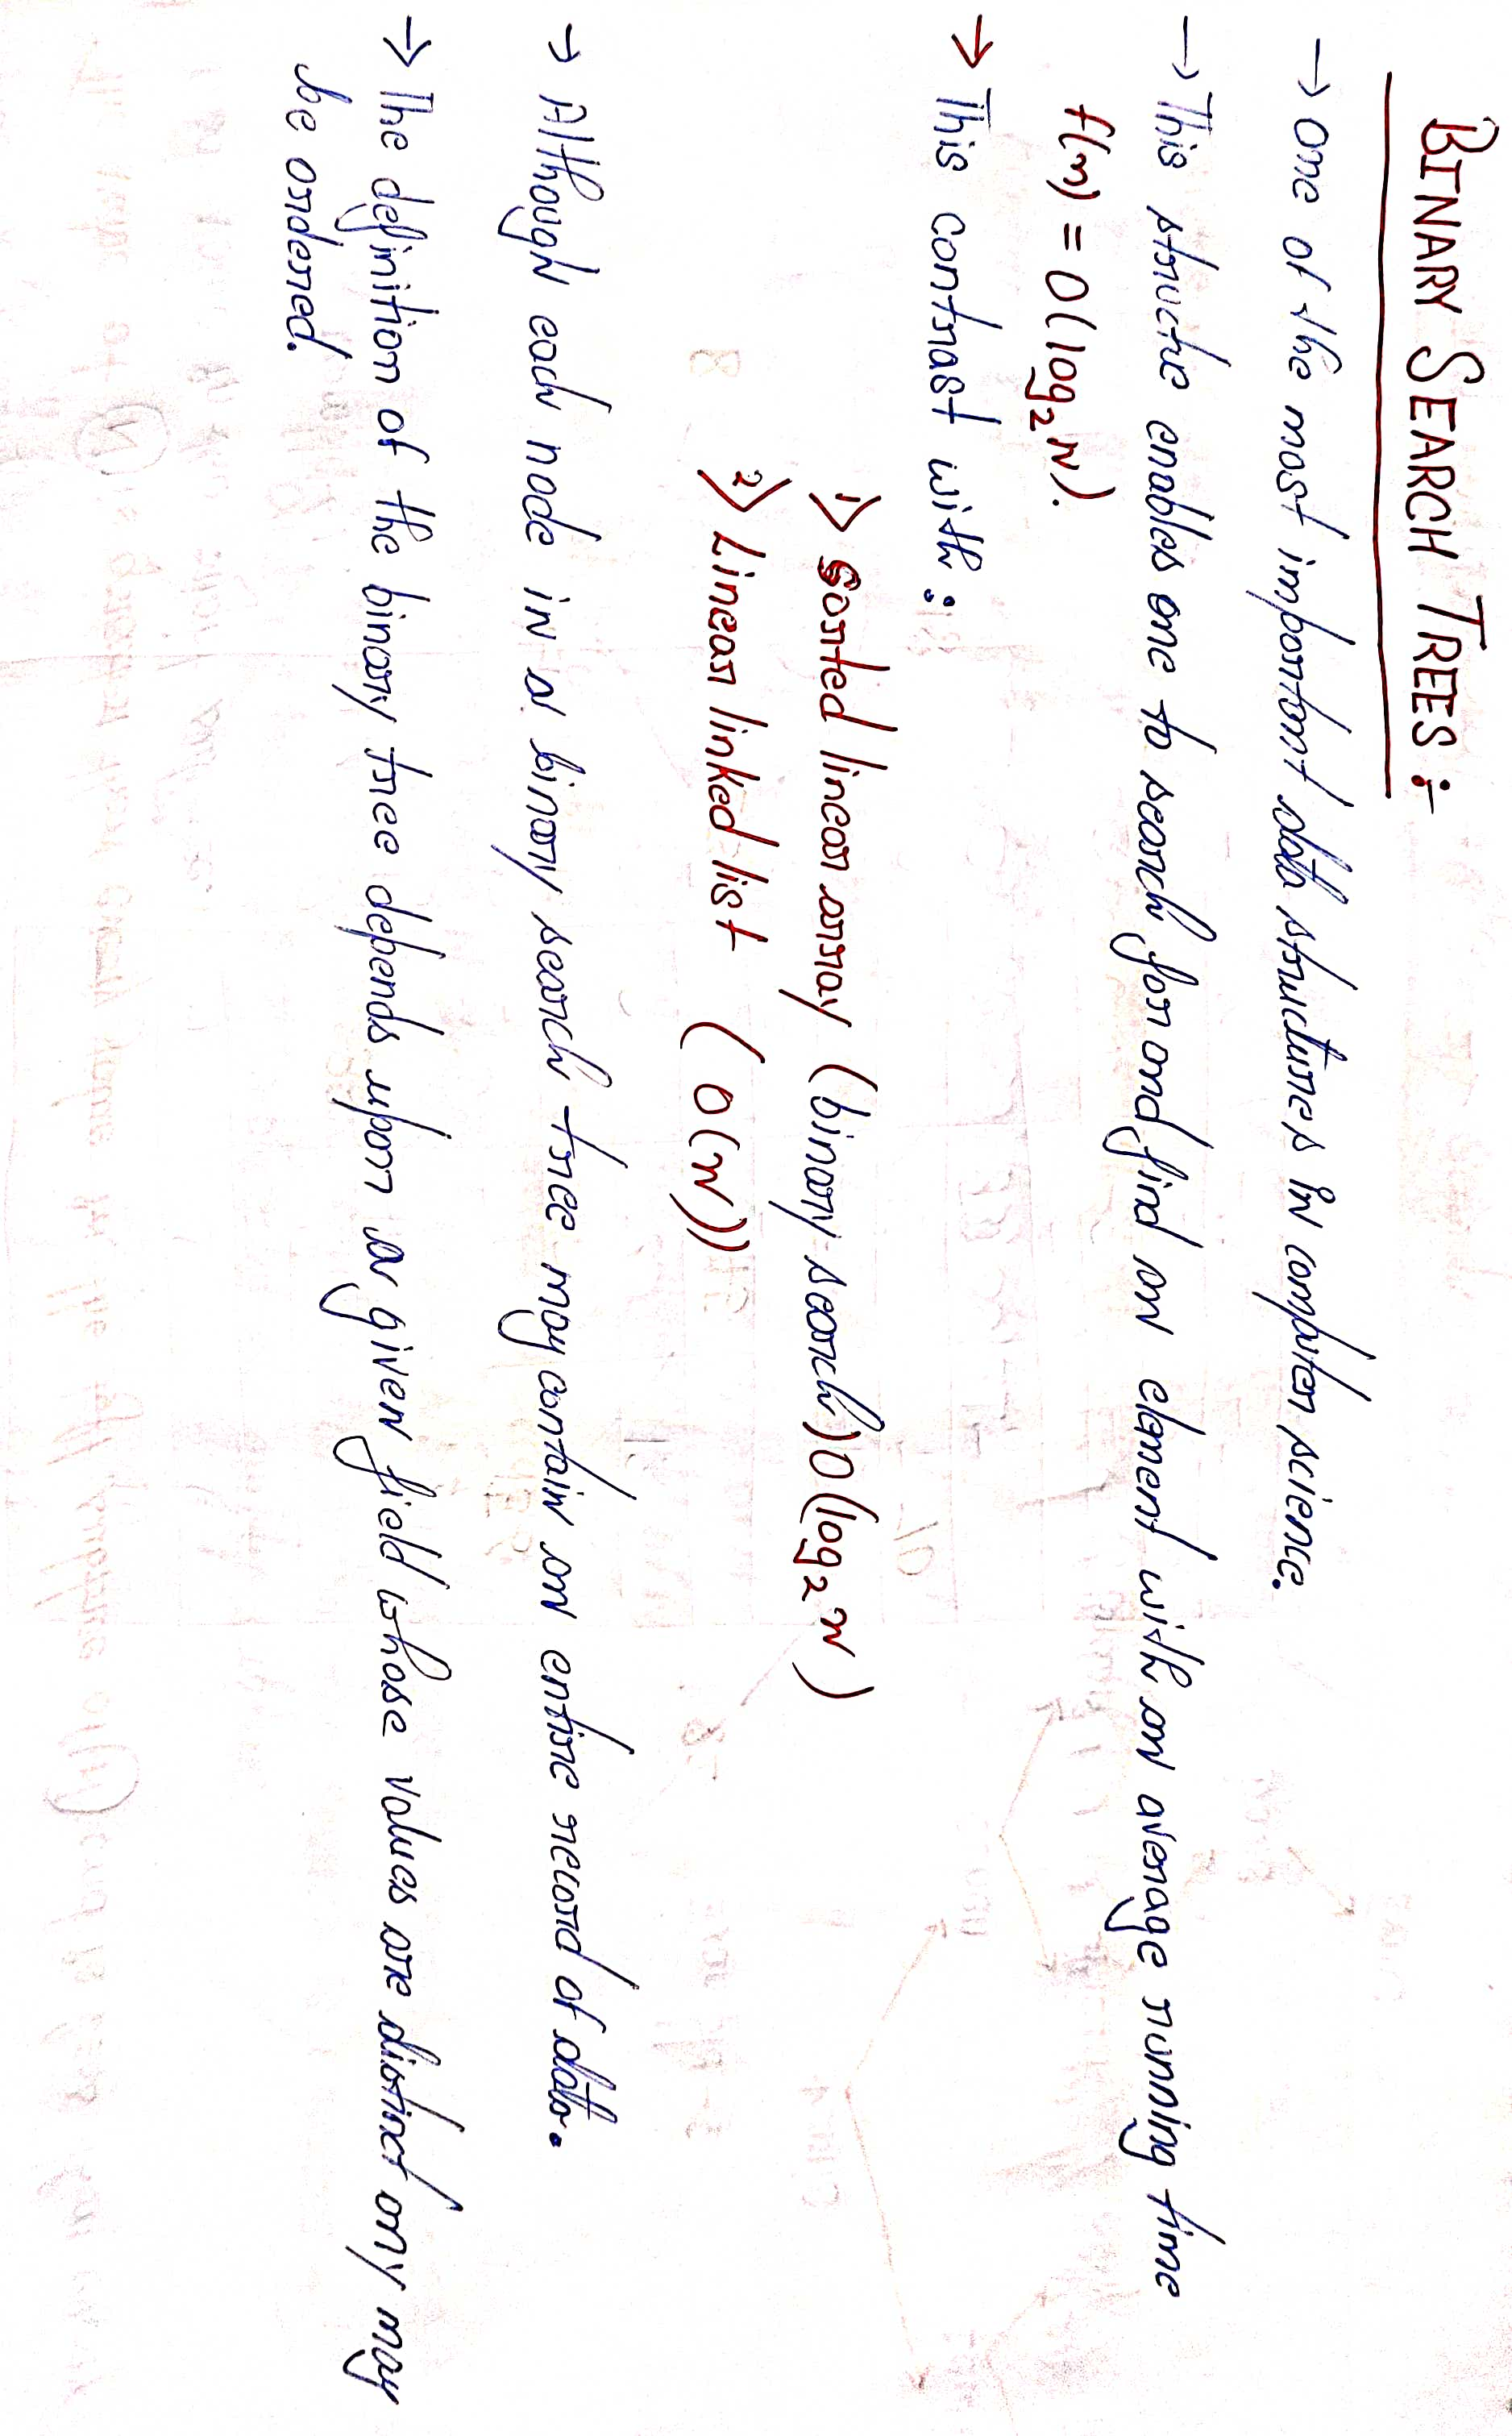 BINARY SEARCH TREES :-
→ One of the most important data structures in computer science.
→ This structre enables one to search for and find an element with an average running time
f(n) = O(log₂ n).
→ This contrast with :
1) Sorted linear array (binary search) O(log₂ n)
2) Linear linked list (O(n))
→ Although each node in a binary search tree may contain an entire record of data.
→ The definition of the binary tree depends upon a given field whose values are distinct any may
be ordered.